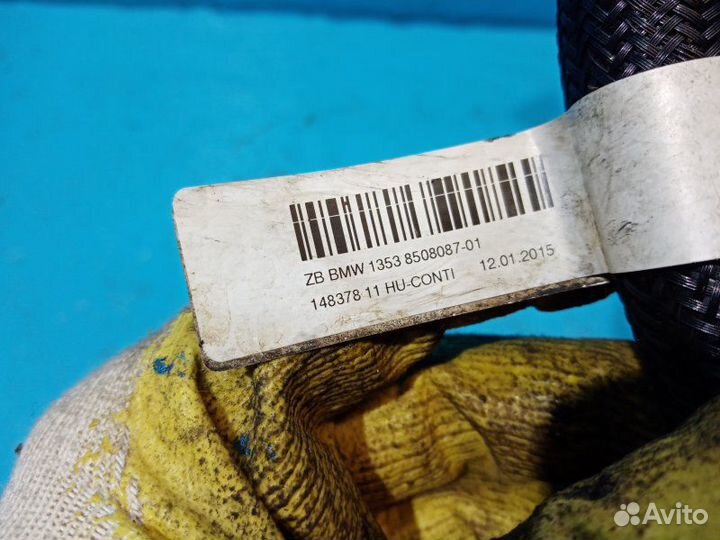 ZB BMW 1353 8508087-01
148378 11 HU-CONTI 12.01.2015
Avito